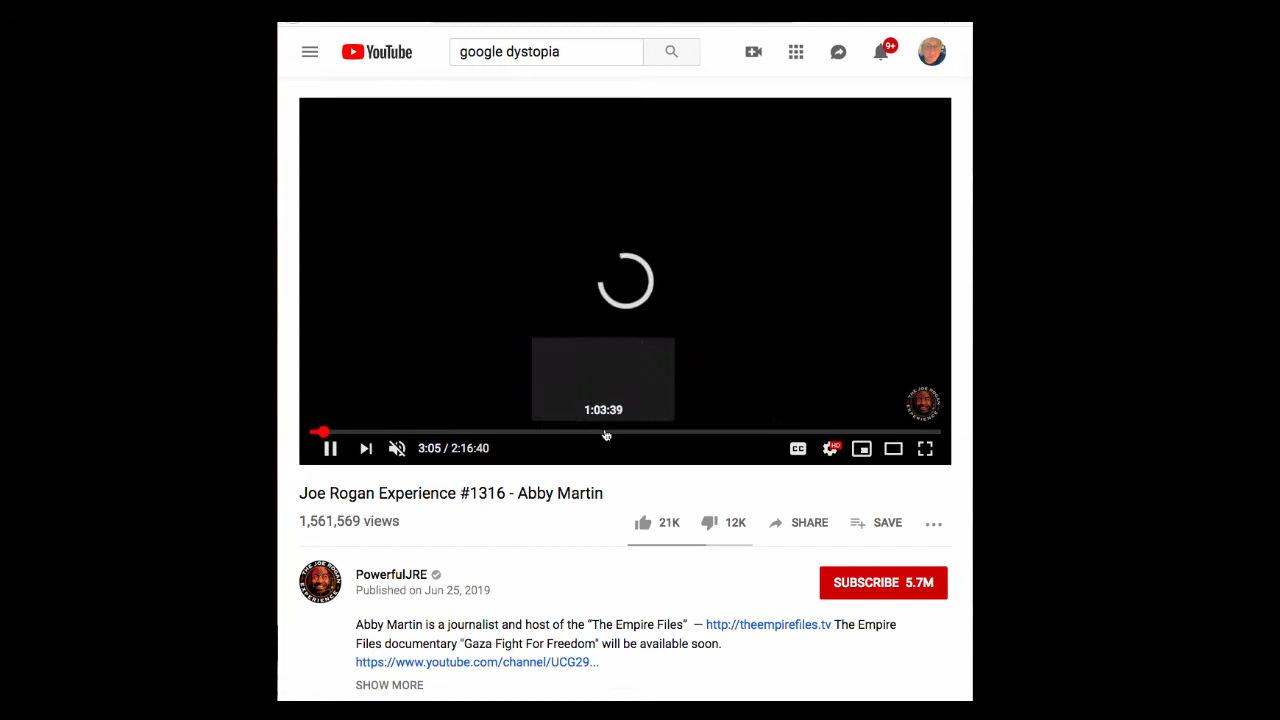 YouTube
google dystopia
9+
1:03:39
3:05 / 2:16:40
CC
HD
Joe Rogan Experience #1316 - Abby Martin
1,561,569 views
21K
12K
SHARE
SAVE
PowerfulJRE
Published on Jun 25, 2019
SUBSCRIBE 5.7M
Abby Martin is a journalist and host of the “The Empire Files” — http://theempirefiles.tv The Empire
Files documentary "Gaza Fight For Freedom" will be available soon.
https://www.youtube.com/channel/UCG29...
SHOW MORE